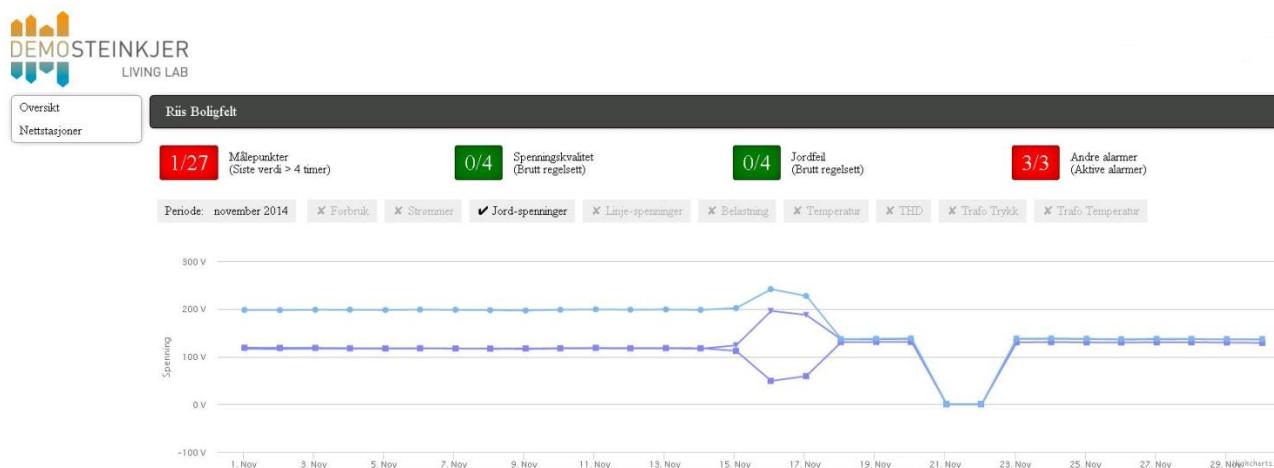 DEMOSTEINKJER
LIVING LAB
Oversikt
Nettstasjoner
Riis Boligfelt
1/27
Målepunkter
(Siste verdi > 4 timer)
0/4
Spenningskvalitet
(Brutt regelsett)
0/4
Jordfeil
(Brutt regelsett)
3/3
Andre alarmer
(Aktive alarmer)
Periode: november 2014
✘ Forbruk
✘ Strømmer
✔ Jord-spenninger
✘ Linje-spenninger
✘ Belastning
✘ Temperatur
✘ THD
✘ Trafo Trykk
✘ Trafo Temperatur
300 V
200 V
100 V
0 V
-100 V
Spenning
1. Nov
3. Nov
5. Nov
7. Nov
9. Nov
11. Nov
13. Nov
15. Nov
17. Nov
19. Nov
21. Nov
23. Nov
25. Nov
27. Nov
29. Nov